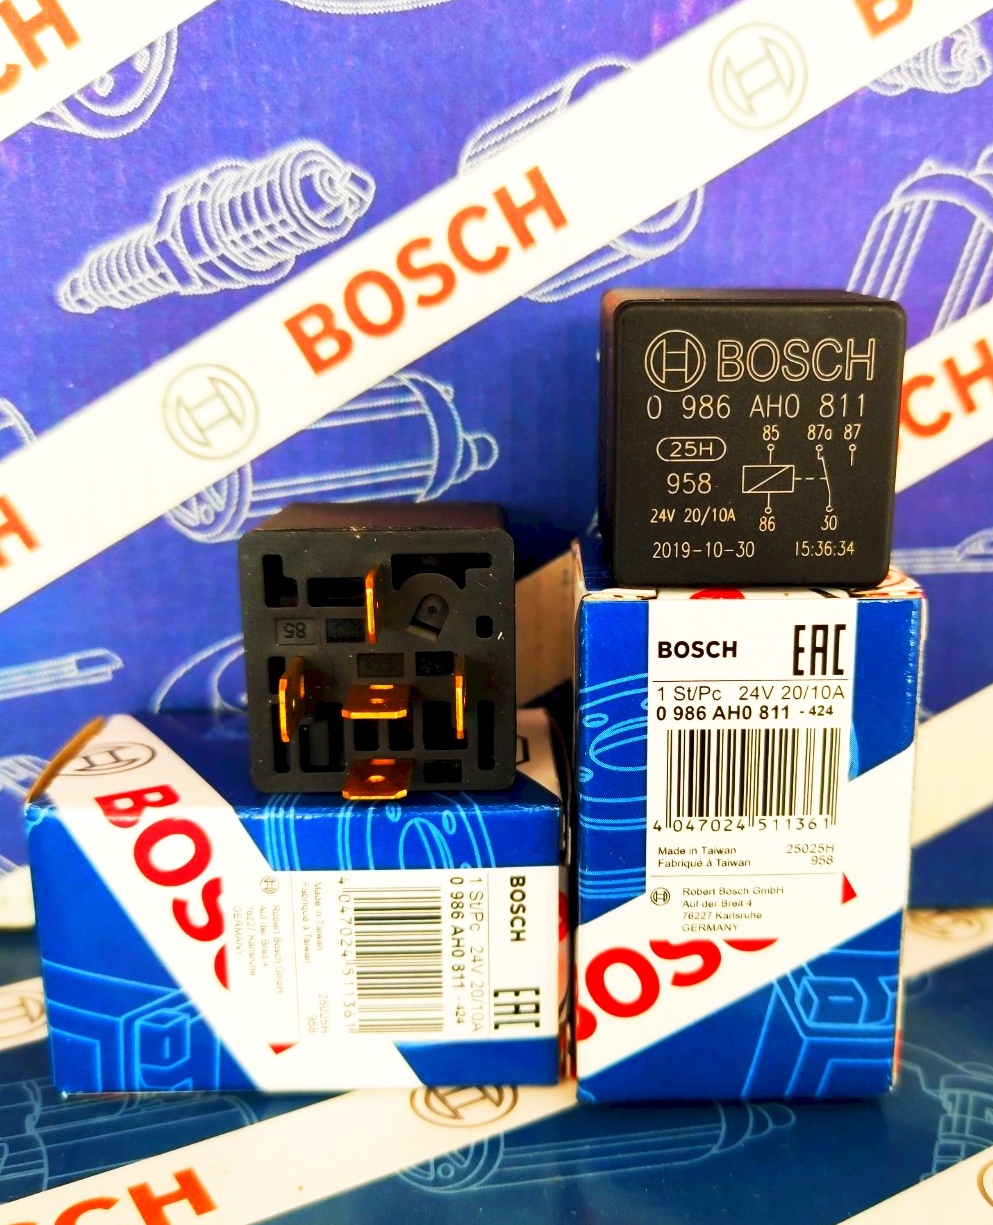 BOSCH
BOSCH
0 986 AH0 811
25H
958
24V 20/10A
85 87a 87
86 30
2019-10-30 15:36:34
85
BOSCH
EAC
1 St/Pc 24V 20/10A
0 986 AH0 811 - 424
4 047024 511361
Made in Taiwan 25025H
Fabriqué à Taiwan 958
Robert Bosch GmbH
Auf der Breit 4
76227 Karlsruhe
GERMANY
BOSCH
EAC
1 St/Pc 24V 20/10A
0 986 AH0 811 - 424
4 047024 511361
Made in Taiwan 25025H
Fabriqué à Taiwan 958
Robert Bosch GmbH
Auf der Breit 4
76227 Karlsruhe
GERMANY